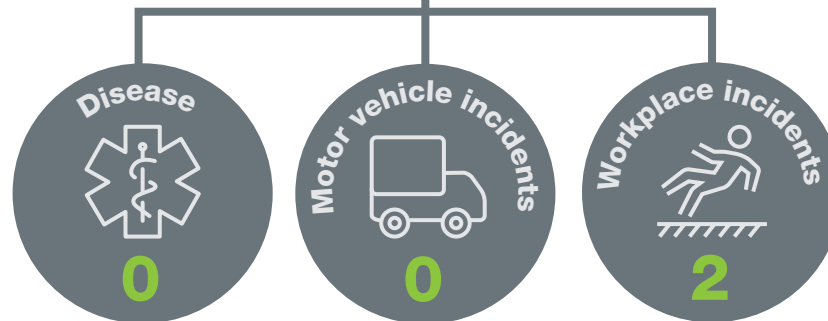 Disease
0
Motor vehicle incidents
0
Workplace incidents
2